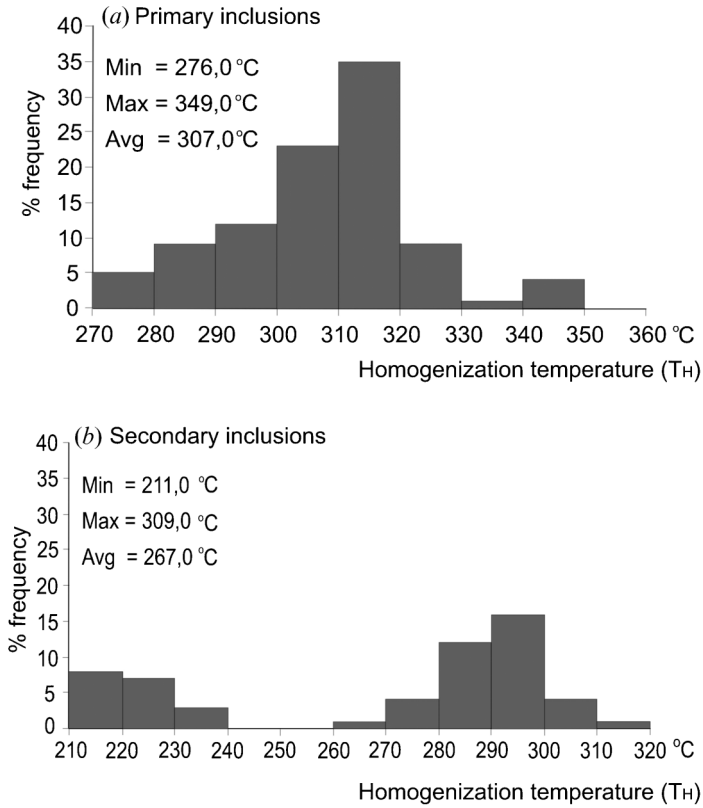 (a) Primary inclusions
Min = 276,0 °C
Max = 349,0 °C
Avg = 307,0 °C
% frequency
40
35
30
25
20
15
10
5
0
270 280 290 300 310 320 330 340 350 360 °C
Homogenization temperature (TH)
(b) Secondary inclusions
Min = 211,0 °C
Max = 309,0 °C
Avg = 267,0 °C
% frequency
40
35
30
25
20
15
10
5
0
210 220 230 240 250 260 270 280 290 300 310 320 °C
Homogenization temperature (TH)